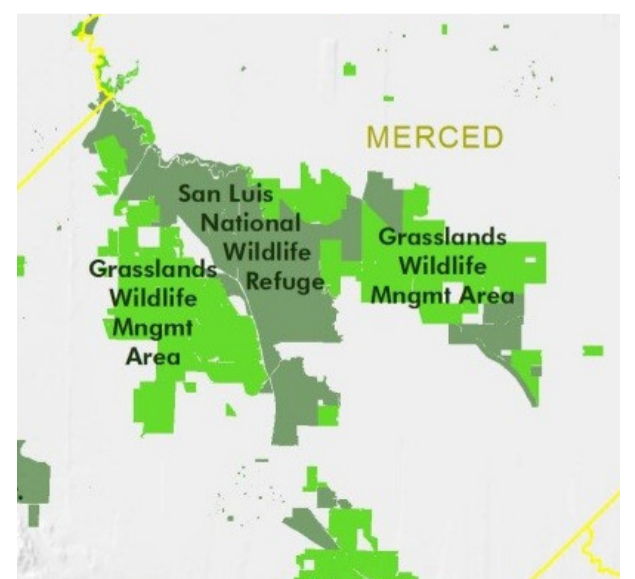 MERCED
San Luis
National
Wildlife
Refuge
Grasslands
Wildlife
Mngmt Area
Grasslands
Wildlife
Mngmt
Area